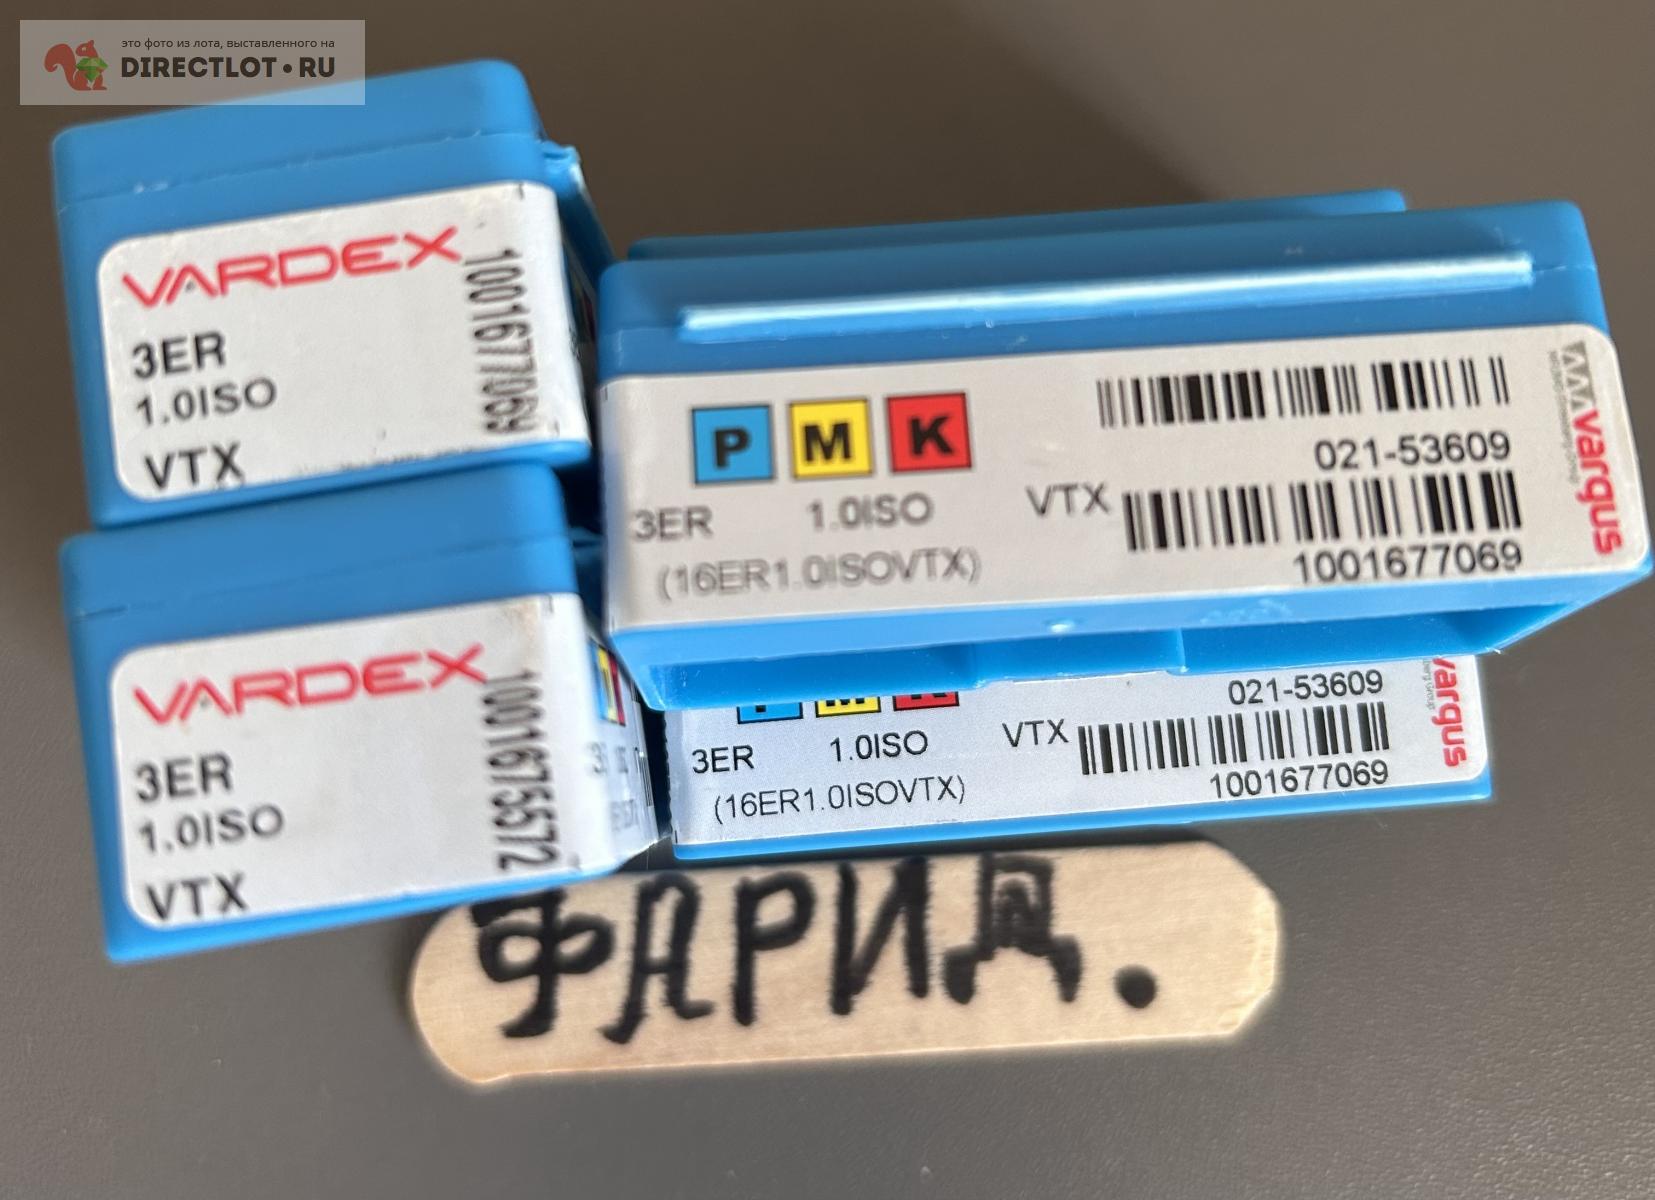 это фото из лота, выставленного на
DIRECTLOT.RU
VARDEX
3ER
1.0ISO
VTX
1001677069
P M K
3ER 1.0ISO VTX
(16ER1.0ISOVTX)
021-53609
1001677069
vargus
VARDEX
3ER
1.0ISO
VTX
1001675572
3ER 1.0ISO VTX
(16ER1.0ISOVTX)
021-53609
1001677069
vargus
ФАРИД.